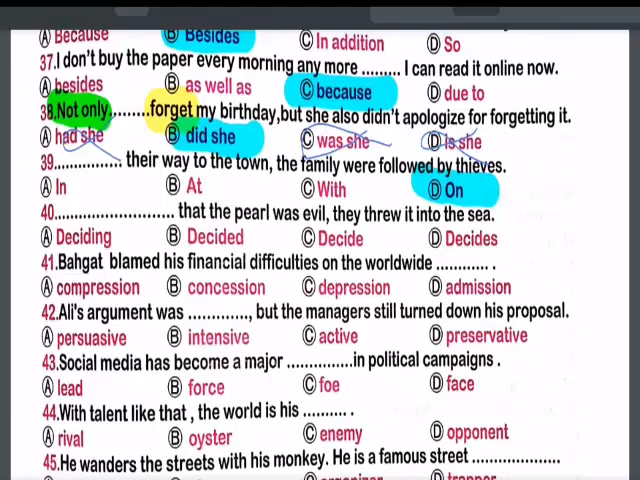 Ⓐ Because Ⓑ Besides Ⓒ In addition Ⓓ So
37.I don't buy the paper every morning any more ......... I can read it online now.
Ⓐ besides Ⓑ as well as Ⓒ because Ⓓ due to
38.Not only..........forget my birthday,but she also didn't apologize for forgetting it.
Ⓐ had she Ⓑ did she Ⓒ was she Ⓓ is she
39................ their way to the town, the family were followed by thieves.
Ⓐ In Ⓑ At Ⓒ With Ⓓ On
40........................... that the pearl was evil, they threw it into the sea.
Ⓐ Deciding Ⓑ Decided Ⓒ Decide Ⓓ Decides
41.Bahgat blamed his financial difficulties on the worldwide ............ .
Ⓐ compression Ⓑ concession Ⓒ depression Ⓓ admission
42.Ali's argument was ............., but the managers still turned down his proposal.
Ⓐ persuasive Ⓑ intensive Ⓒ active Ⓓ preservative
43.Social media has become a major ...............in political campaigns .
Ⓐ lead Ⓑ force Ⓒ foe Ⓓ face
44.With talent like that , the world is his .......... .
Ⓐ rival Ⓑ oyster Ⓒ enemy Ⓓ opponent
45.He wanders the streets with his monkey. He is a famous street ....................